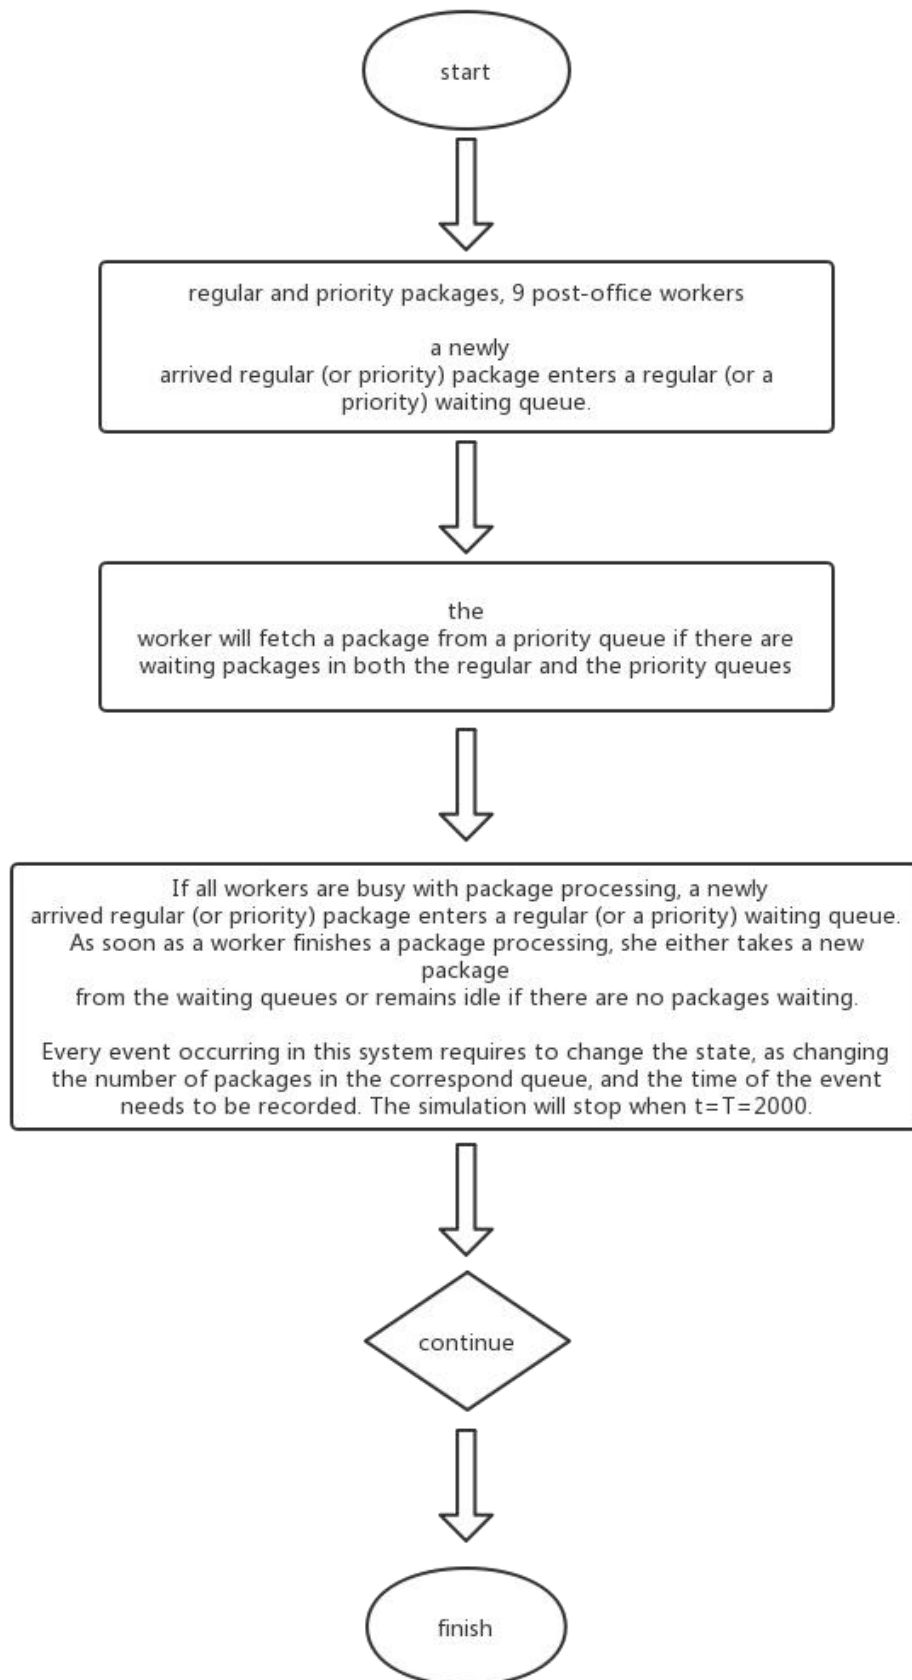 start
regular and priority packages, 9 post-office workers
a newly
arrived regular (or priority) package enters a regular (or a
priority) waiting queue.
the
worker will fetch a package from a priority queue if there are
waiting packages in both the regular and the priority queues
If all workers are busy with package processing, a newly
arrived regular (or priority) package enters a regular (or a priority) waiting queue.
As soon as a worker finishes a package processing, she either takes a new
package
from the waiting queues or remains idle if there are no packages waiting.
Every event occurring in this system requires to change the state, as changing
the number of packages in the correspond queue, and the time of the event
needs to be recorded. The simulation will stop when t=T=2000.
continue
finish